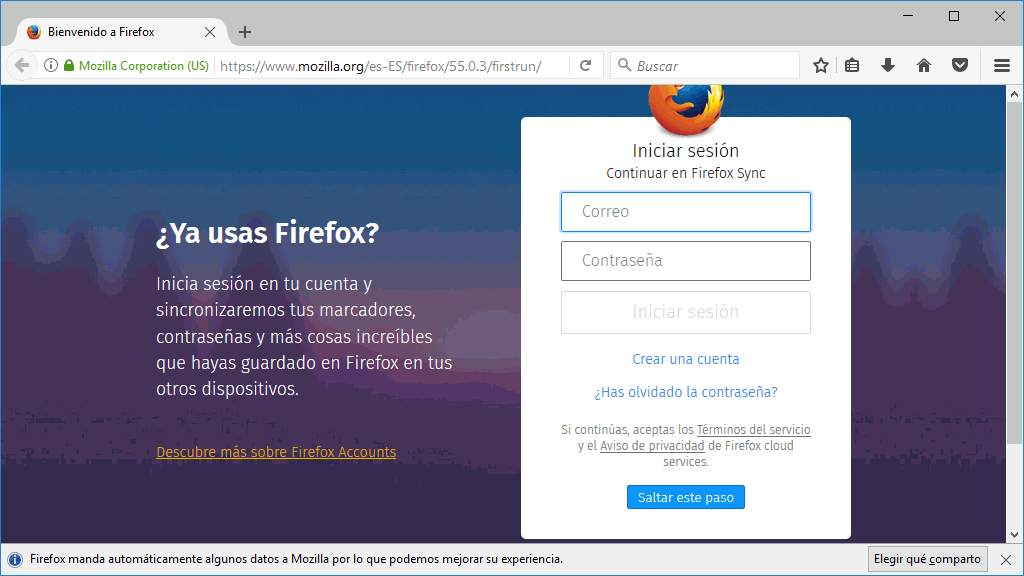 Bienvenido a Firefox
Mozilla Corporation (US)
https://www.mozilla.org/es-ES/firefox/55.0.3/firstrun/
Buscar
¿Ya usas Firefox?
Inicia sesión en tu cuenta y
sincronizaremos tus marcadores,
contraseñas y más cosas increíbles
que hayas guardado en Firefox en tus
otros dispositivos.
Descubre más sobre Firefox Accounts
Iniciar sesión
Continuar en Firefox Sync
Correo
Contraseña
Iniciar sesión
Crear una cuenta
¿Has olvidado la contraseña?
Si continúas, aceptas los Términos del servicio
y el Aviso de privacidad de Firefox cloud
services.
Saltar este paso
Firefox manda automáticamente algunos datos a Mozilla por lo que podemos mejorar su experiencia.
Elegir qué comparto